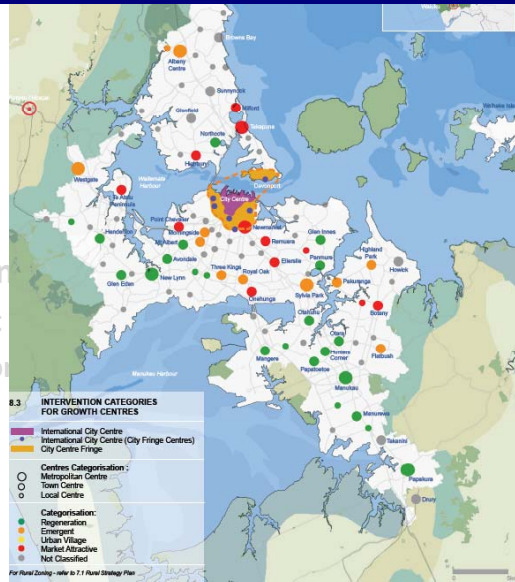 Browns Bay
Albany
Centre
Sunnynook
Glenfield
Milford
Takapuna
Northcote
Highbury
Devonport
Westgate
Waitemata
Harbour
Te Atatu
Peninsula
City Centre
Point Chevalier
Newmarket
Henderson
Morningside
Mt Albert
Remuera
Glen Innes
Avondale
Ellerslie
Panmure
Highland
Park
Howick
Three Kings
Royal Oak
Glen Eden
New Lynn
Pakuranga
Sylvia Park
Onehunga
Botany
Otahuhu
Otara
Hunters
Corner
Flatbush
Mangere
Papatoetoe
Manukau Harbour
Manukau
Manurewa
Takanini
Papakura
Drury
8.3 INTERVENTION CATEGORIES
FOR GROWTH CENTRES
International City Centre
International City Centre (City Fringe Centres)
City Centre Fringe
Centres Categorisation :
Metropolitan Centre
Town Centre
Local Centre
Categorisation:
Regeneration
Emergent
Urban Village
Market Attractive
Not Classified
For Rural Zoning - refer to 7.1 Rural Strategy Plan